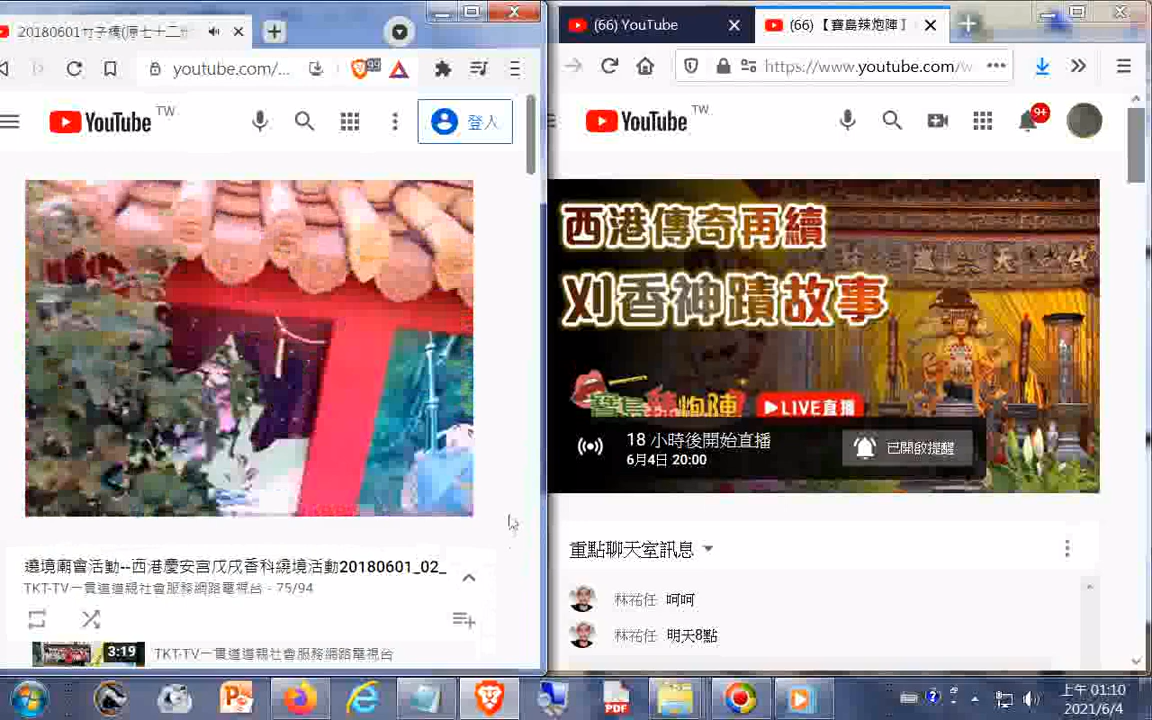 20180601竹子橋(原七十二
youtube.com/...
99
YouTube
TW
登入
遶境廟會活動--西港慶安宮戊戌香科繞境活動20180601_02_
TKT-TV一貫道道親社會服務網路電視台 - 75/94
3:19
TKT-TV一貫道道親社會服務網路電視台
(66) YouTube
(66) 【寶島辣炮陣】
https://www.youtube.com/w
YouTube
TW
9+
西港傳奇再續
刈香神蹟故事
寶島辣炮陣
LIVE直播
18 小時後開始直播
6月4日 20:00
已開啟提醒
重點聊天室訊息
林祐任 呵呵
林祐任 明天8點
PDF
上午 01:10
2021/6/4